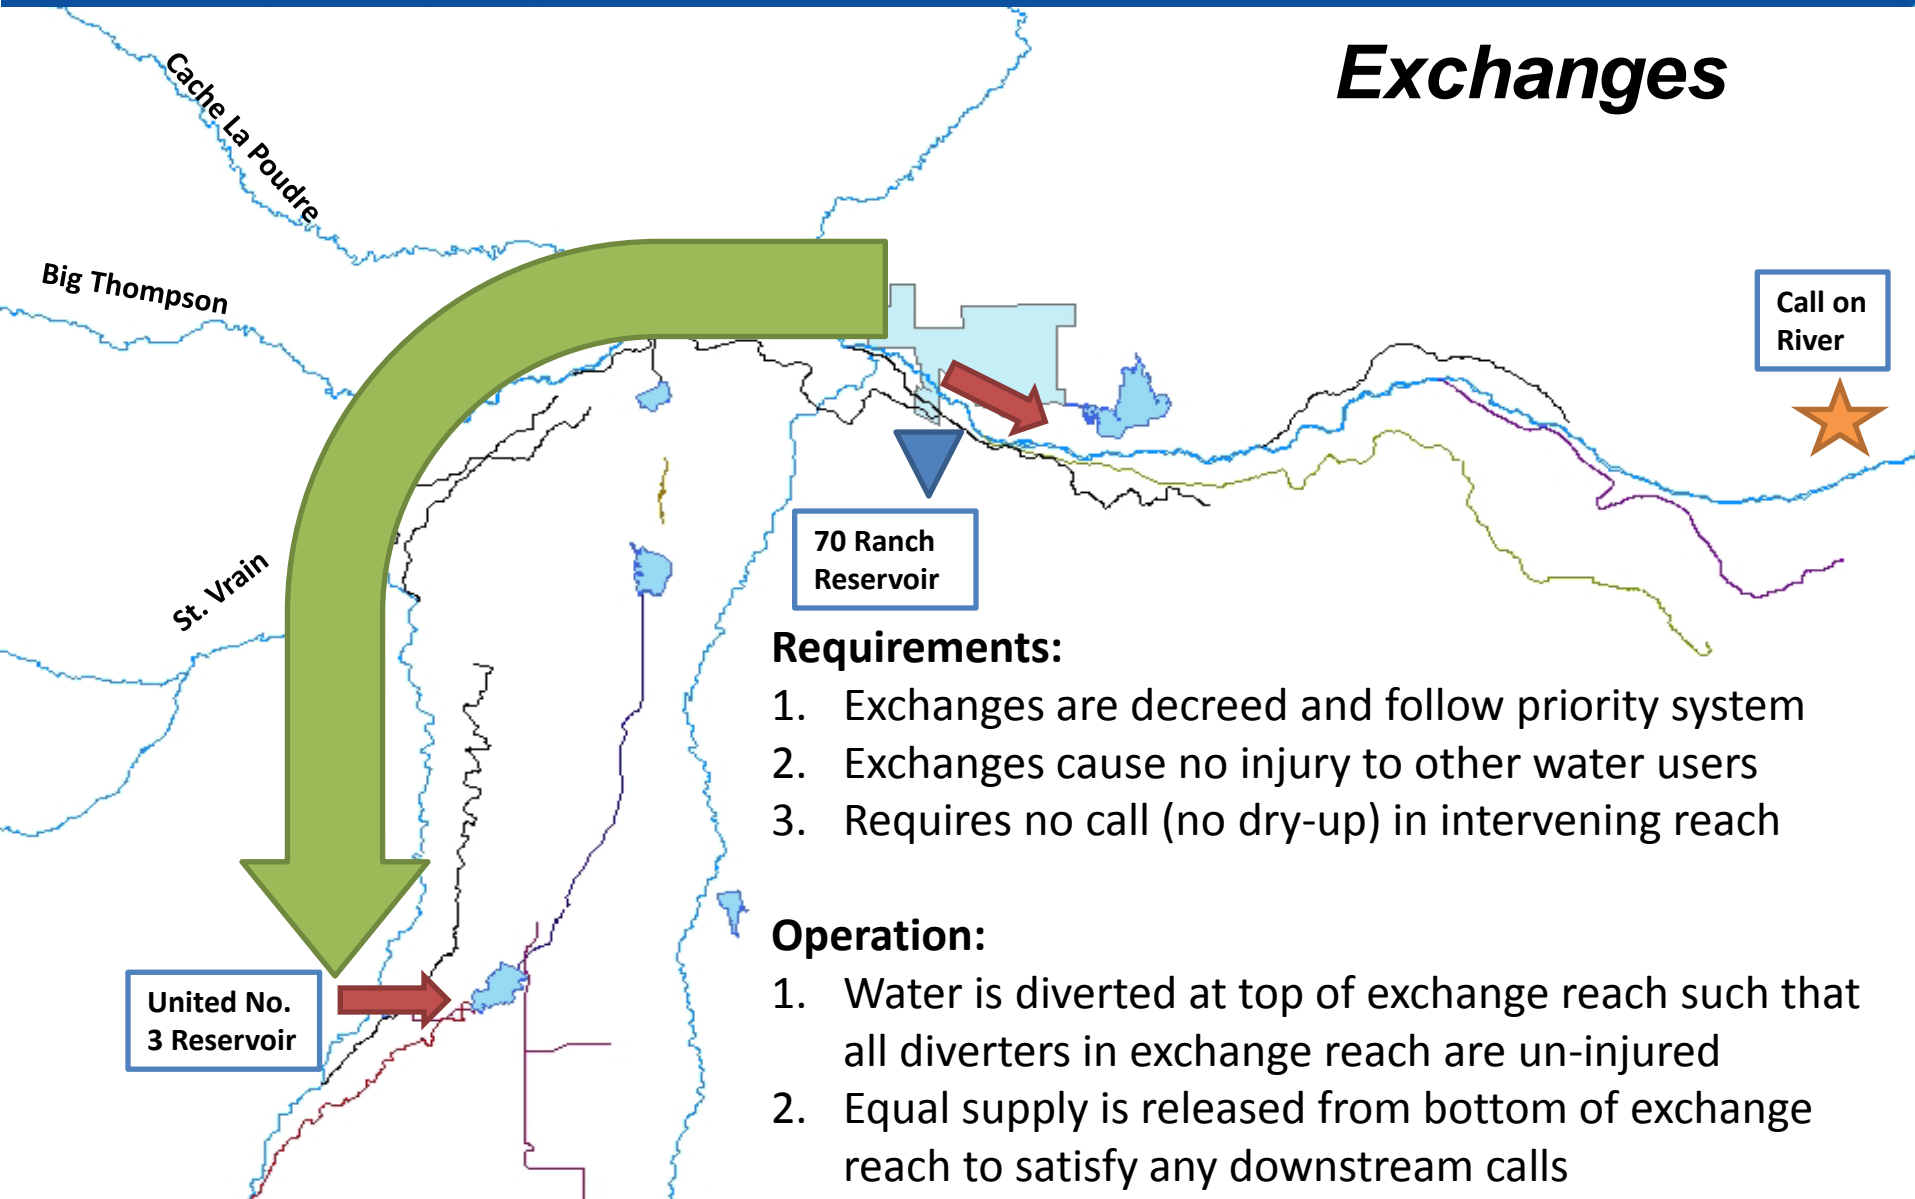 Exchanges
Cache La Poudre
Big Thompson
St. Vrain
Call on
River
70 Ranch
Reservoir
United No.
3 Reservoir
Requirements:
1. Exchanges are decreed and follow priority system
2. Exchanges cause no injury to other water users
3. Requires no call (no dry-up) in intervening reach
Operation:
1. Water is diverted at top of exchange reach such that
all diverters in exchange reach are un-injured
2. Equal supply is released from bottom of exchange
reach to satisfy any downstream calls